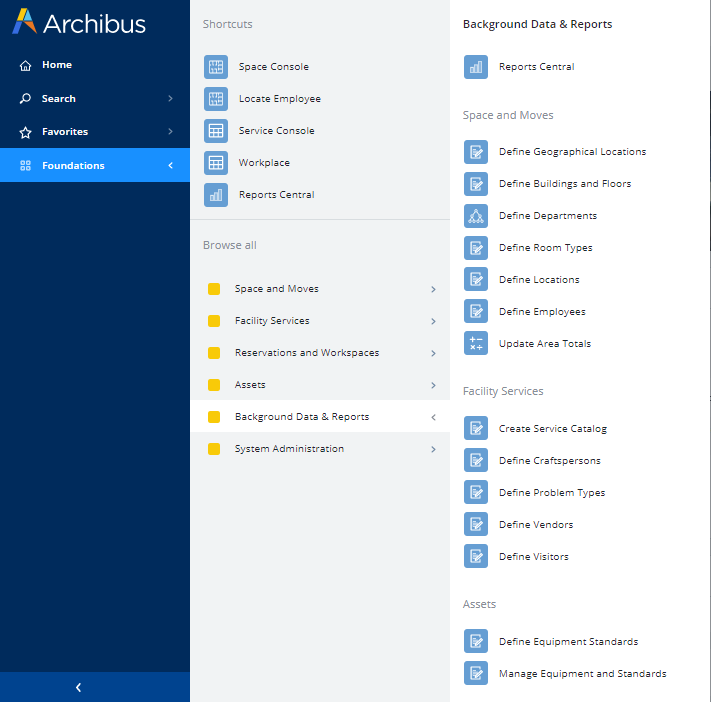 Archibus
Home
Search
Favorites
Foundations
Shortcuts
Space Console
Locate Employee
Service Console
Workplace
Reports Central
Browse all
Space and Moves
Facility Services
Reservations and Workspaces
Assets
Background Data & Reports
System Administration
Background Data & Reports
Reports Central
Space and Moves
Define Geographical Locations
Define Buildings and Floors
Define Departments
Define Room Types
Define Locations
Define Employees
Update Area Totals
Facility Services
Create Service Catalog
Define Craftspersons
Define Problem Types
Define Vendors
Define Visitors
Assets
Define Equipment Standards
Manage Equipment and Standards